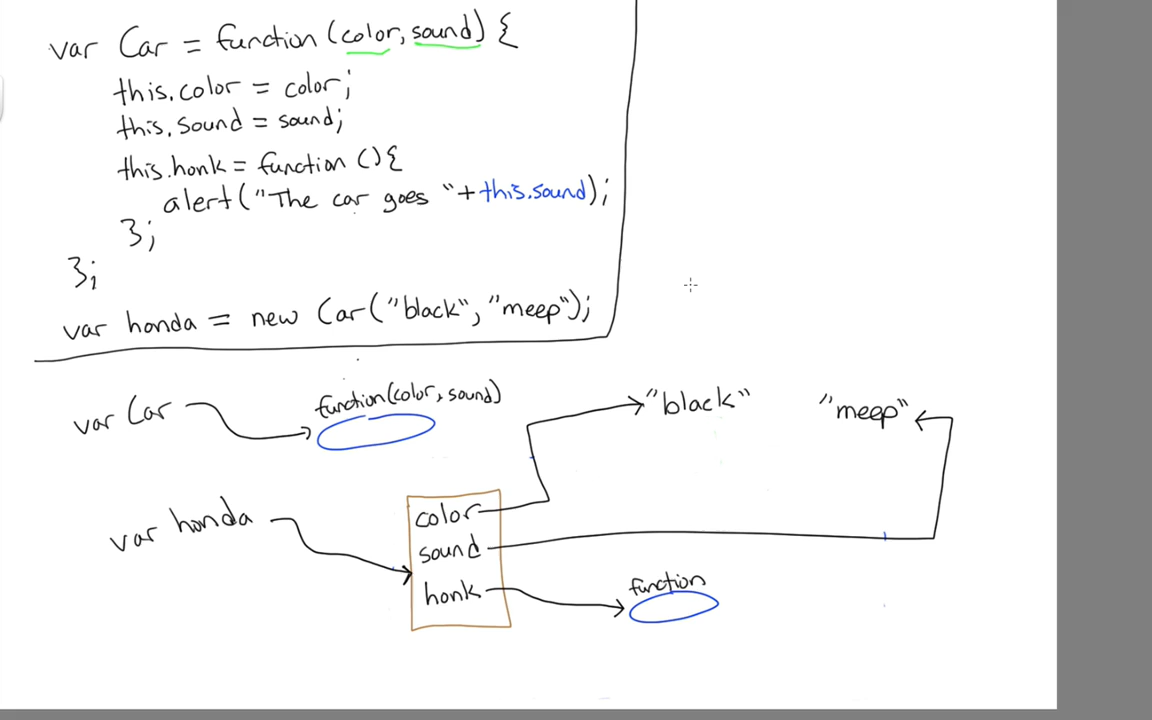 var Car = function (color, sound) {
this.color = color;
this.sound = sound;
this.honk = function () {
alert("The car goes "+this.sound);
};
};
var honda = new Car("black", "meep");
var Car
function(color, sound)
"black"
"meep"
var honda
color
sound
honk
function